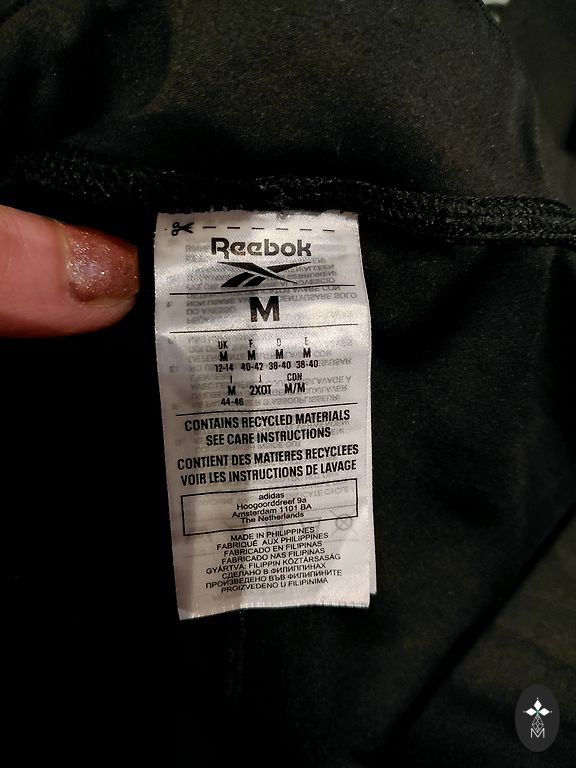 Reebok
M
UK F D E
M M M M
12-14 40-42 38-40 38-40
I J CDN
M 2XOT M/M
44-46
CONTAINS RECYCLED MATERIALS
SEE CARE INSTRUCTIONS
CONTIENT DES MATIERES RECYCLEES
VOIR LES INSTRUCTIONS DE LAVAGE
adidas
Hoogoorddreef 9a
Amsterdam 1101 BA
The Netherlands
MADE IN PHILIPPINES
FABRIQUÉ AUX PHILIPPINES
FABRICADO EN FILIPINAS
FABRICADO NAS FILIPINAS
GYÁRTVA: FILIPPIN KÖZTÁRSASÁG
СДЕЛАНО В ФИЛИППИНАХ
ПРОИЗВЕДЕНО ВЪВ ФИЛИПИНИТЕ
PROIZVEDENO U FILIPINIMA
M